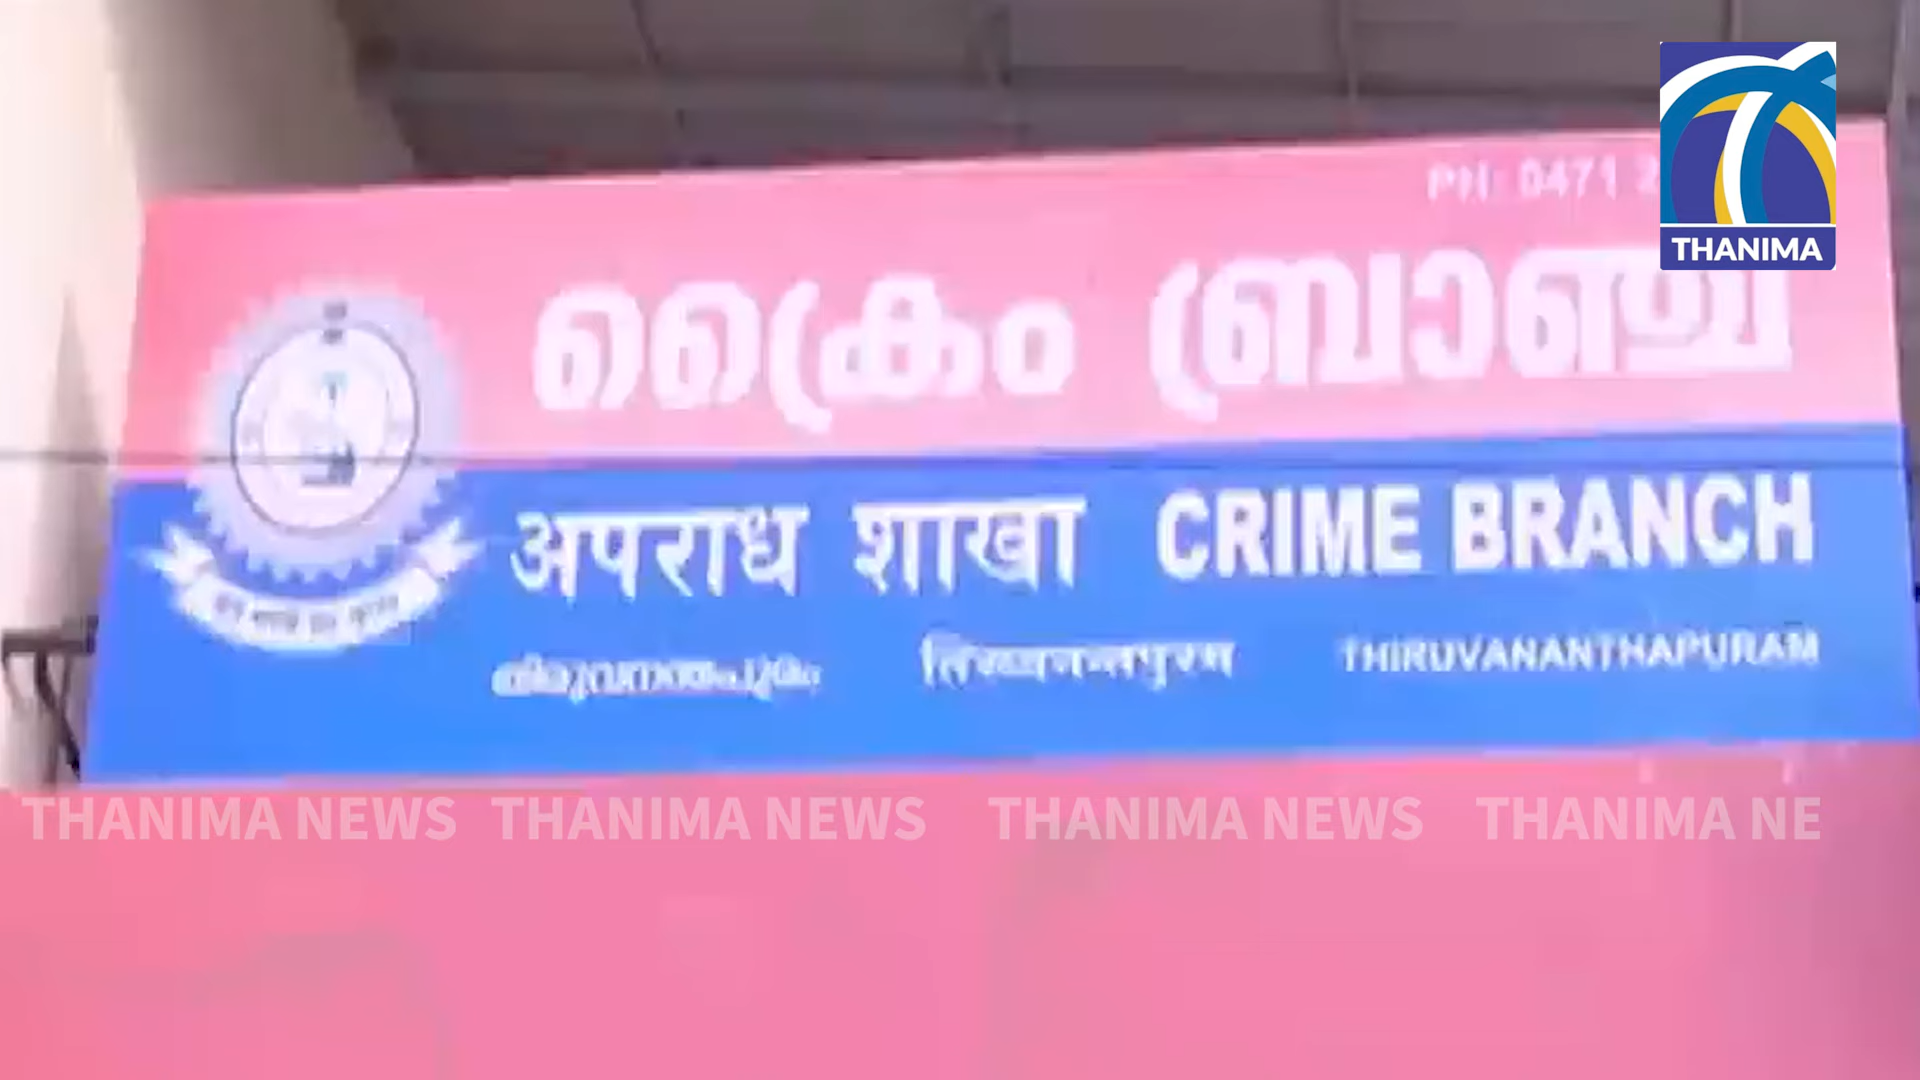 PH: 0471 2
THANIMA
ക്രൈം ബ്രാഞ്ച്
अपराध शाखा CRIME BRANCH
തിരുവനന്തപുരം तिरुवनन्तपुरम THIRUVANANTHAPURAM
THANIMA NEWS THANIMA NEWS THANIMA NEWS THANIMA NE